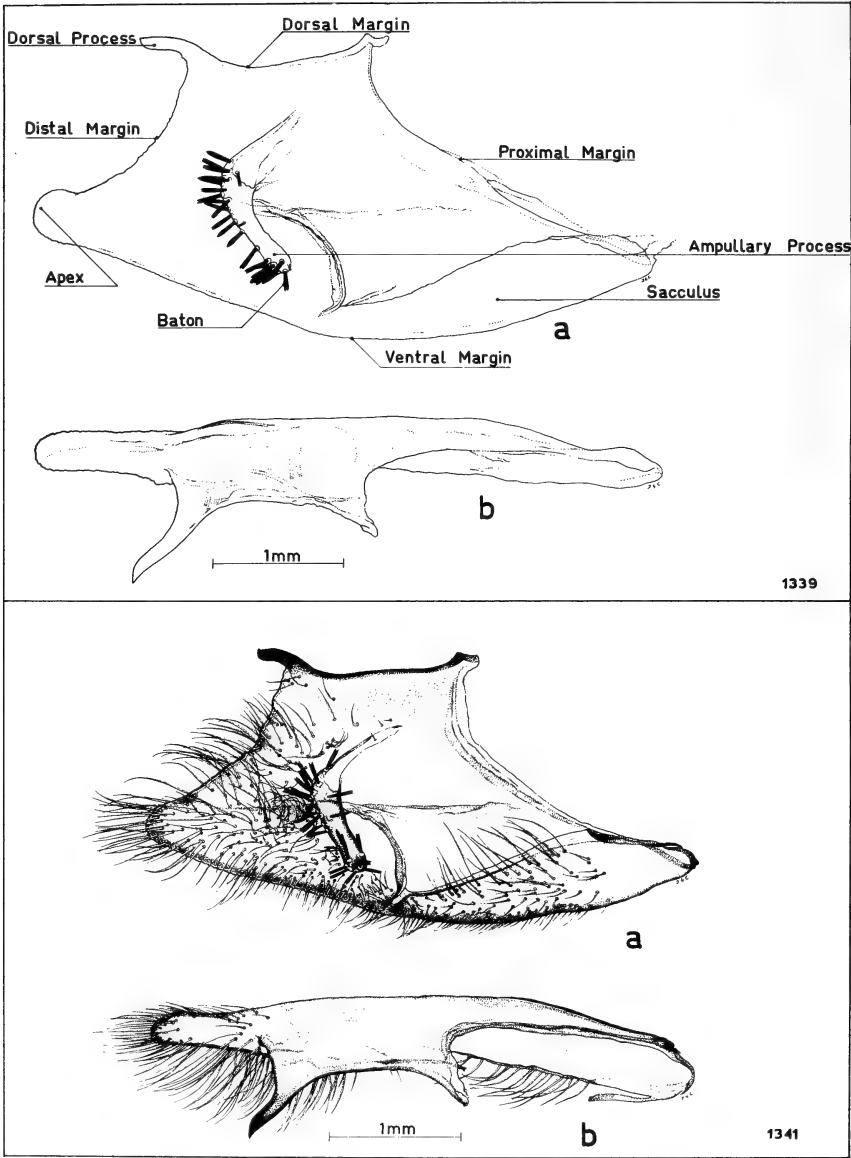 Dorsal Margin
Dorsal Process
Distal Margin
Proximal Margin
Ampullary Process
Apex
Sacculus
Baton
a
Ventral Margin
b
1mm
1339
a
1mm
b
1341